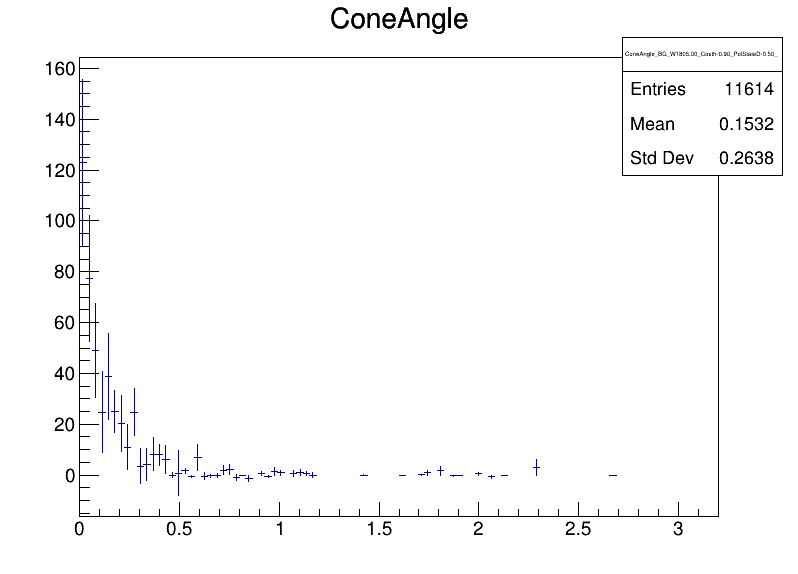 ConeAngle
ConeAngle_BG_W1805.00_Costh-0.90_PolStateD-0.50_
Entries 11614
Mean 0.1532
Std Dev 0.2638
160
140
120
100
80
60
40
20
0
0 0.5 1 1.5 2 2.5 3